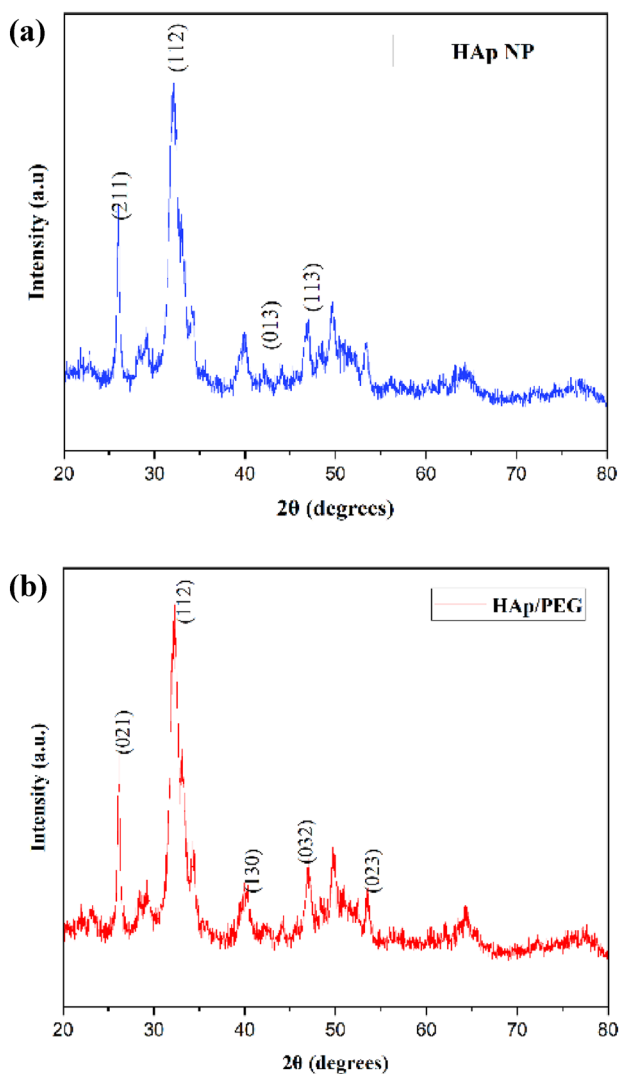 (a)
HAp NP
(112)
(211)
(013)
(113)
Intensity (a.u)
20 30 40 50 60 70 80
2θ (degrees)
(b)
HAp/PEG
(112)
(021)
(130)
(032)
(023)
Intensity (a.u.)
20 30 40 50 60 70 80
2θ (degrees)